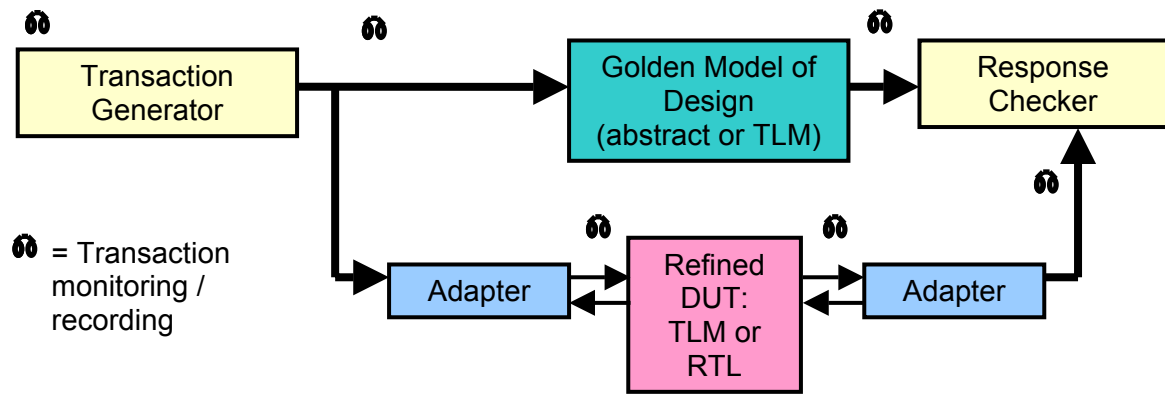 Transaction
Generator
Golden Model of
Design
(abstract or TLM)
Response
Checker
= Transaction
monitoring /
recording
Adapter
Refined
DUT:
TLM or
RTL
Adapter